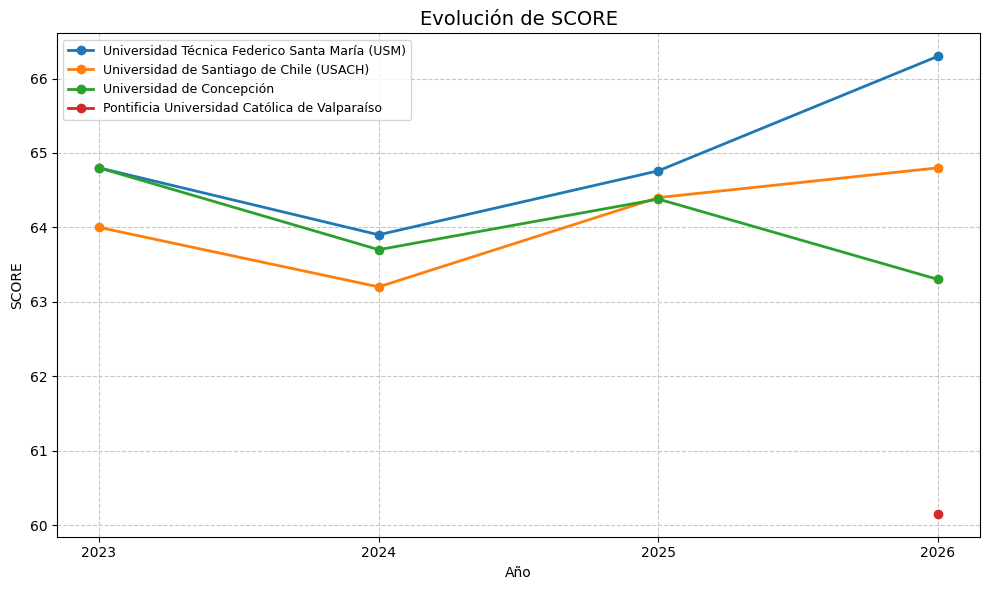 Evolución de SCORE
Universidad Técnica Federico Santa María (USM)
Universidad de Santiago de Chile (USACH)
Universidad de Concepción
Pontificia Universidad Católica de Valparaíso
66
65
64
63
62
61
60
SCORE
2023 2024 2025 2026
Año